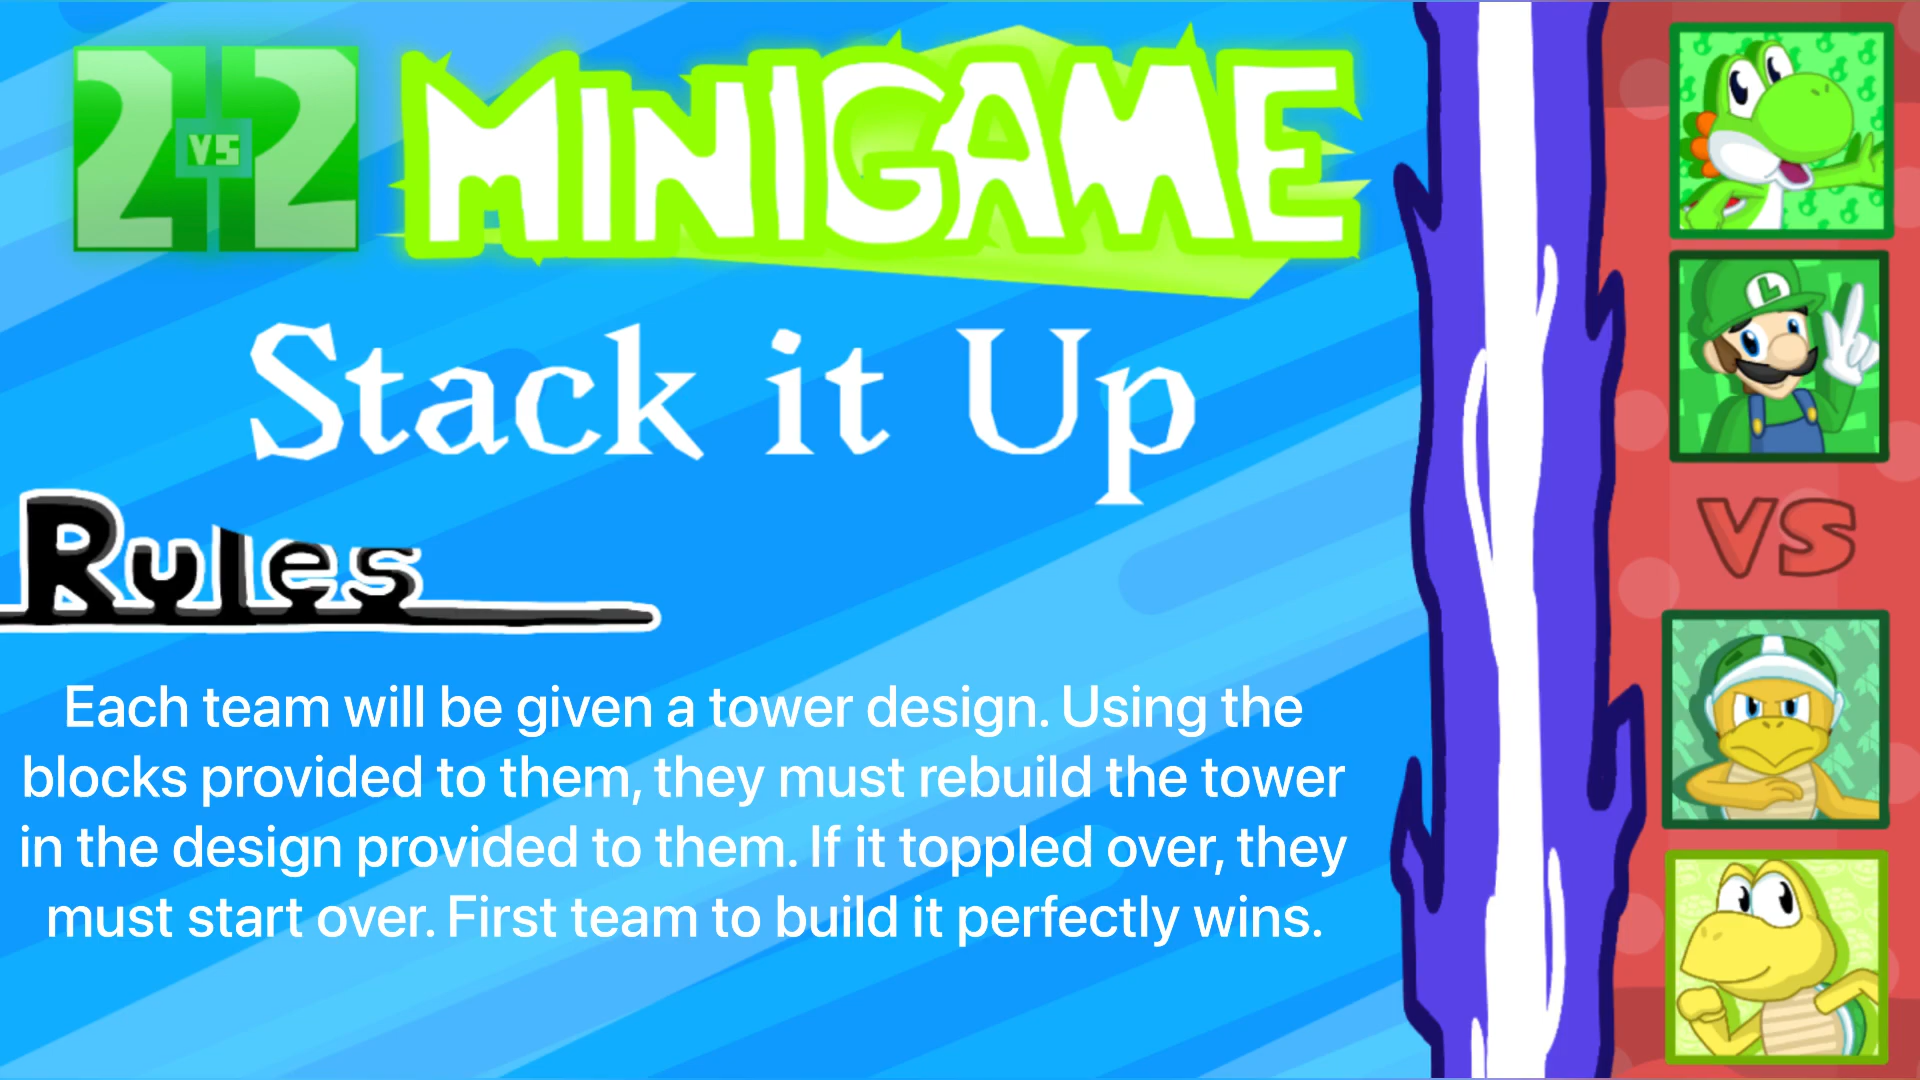 2 VS 2 MINIGAME
Stack it Up
Rules
Each team will be given a tower design. Using the
blocks provided to them, they must rebuild the tower
in the design provided to them. If it toppled over, they
must start over. First team to build it perfectly wins.
L
VS